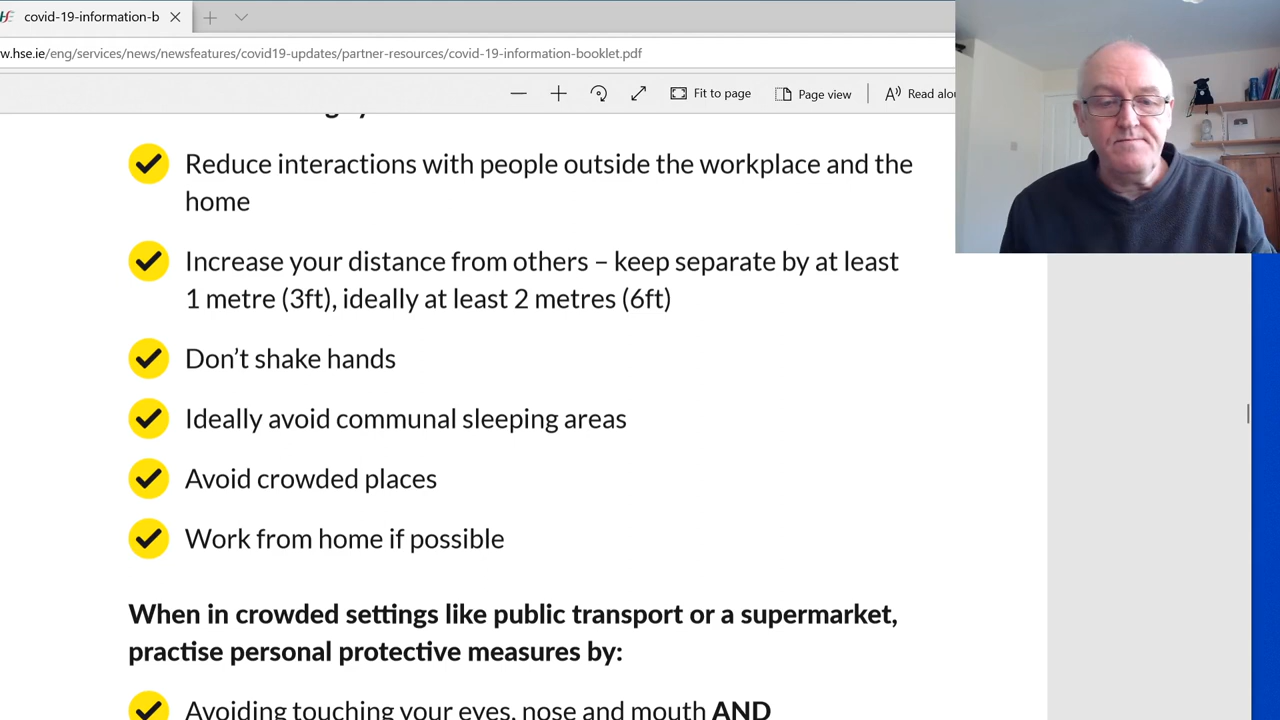 covid-19-information-b
w.hse.ie/eng/services/news/newsfeatures/covid19-updates/partner-resources/covid-19-information-booklet.pdf
Fit to page Page view Read alou
Reduce interactions with people outside the workplace and the
home
Increase your distance from others – keep separate by at least
1 metre (3ft), ideally at least 2 metres (6ft)
Don’t shake hands
Ideally avoid communal sleeping areas
Avoid crowded places
Work from home if possible
When in crowded settings like public transport or a supermarket,
practise personal protective measures by:
Avoiding touching your eyes, nose and mouth AND